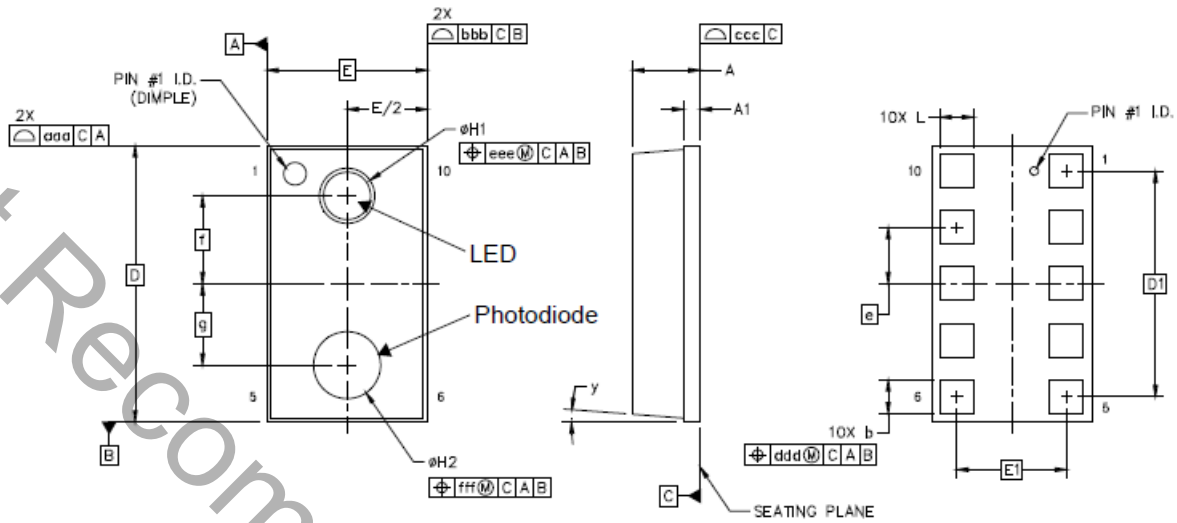 2X
⌓ bbb C B
A
E
E/2
PIN #1 I.D.
(DIMPLE)
2X
⌓ aaa C A
øH1
⌖ eee Ⓜ C A B
1
10
LED
f
D
g
Photodiode
5
6
B
øH2
⌖ fff Ⓜ C A B
⌓ ccc C
A
A1
y
C
SEATING PLANE
10X L
PIN #1 I.D.
10
1
e
D1
6
5
10X b
⌖ ddd Ⓜ C A B
E1
Recom